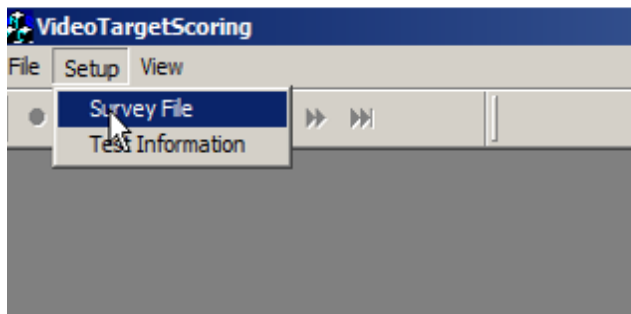 VideoTargetScoring
File Setup View
Survey File
Test Information